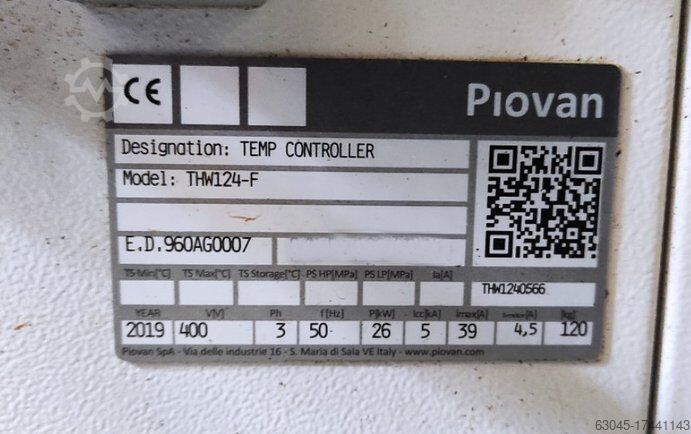 CE
Piovan
Designation: TEMP CONTROLLER
Model: THW124-F
E.D.960AG0007
TS-Min[°C] TS Max[°C] TS Storage[°C] PS HP[MPa] PS LP[MPa] Ia[A]
THW1240566
YEAR V[V] Ph f[Hz] P[kW] Icc[kA] Imax[A] [kg]
2019 400 3 50 26 5 39 4,5 120
Piovan SpA - Via delle industrie 16 - S. Maria di Sala VE Italy - www.piovan.com
63045-17441143